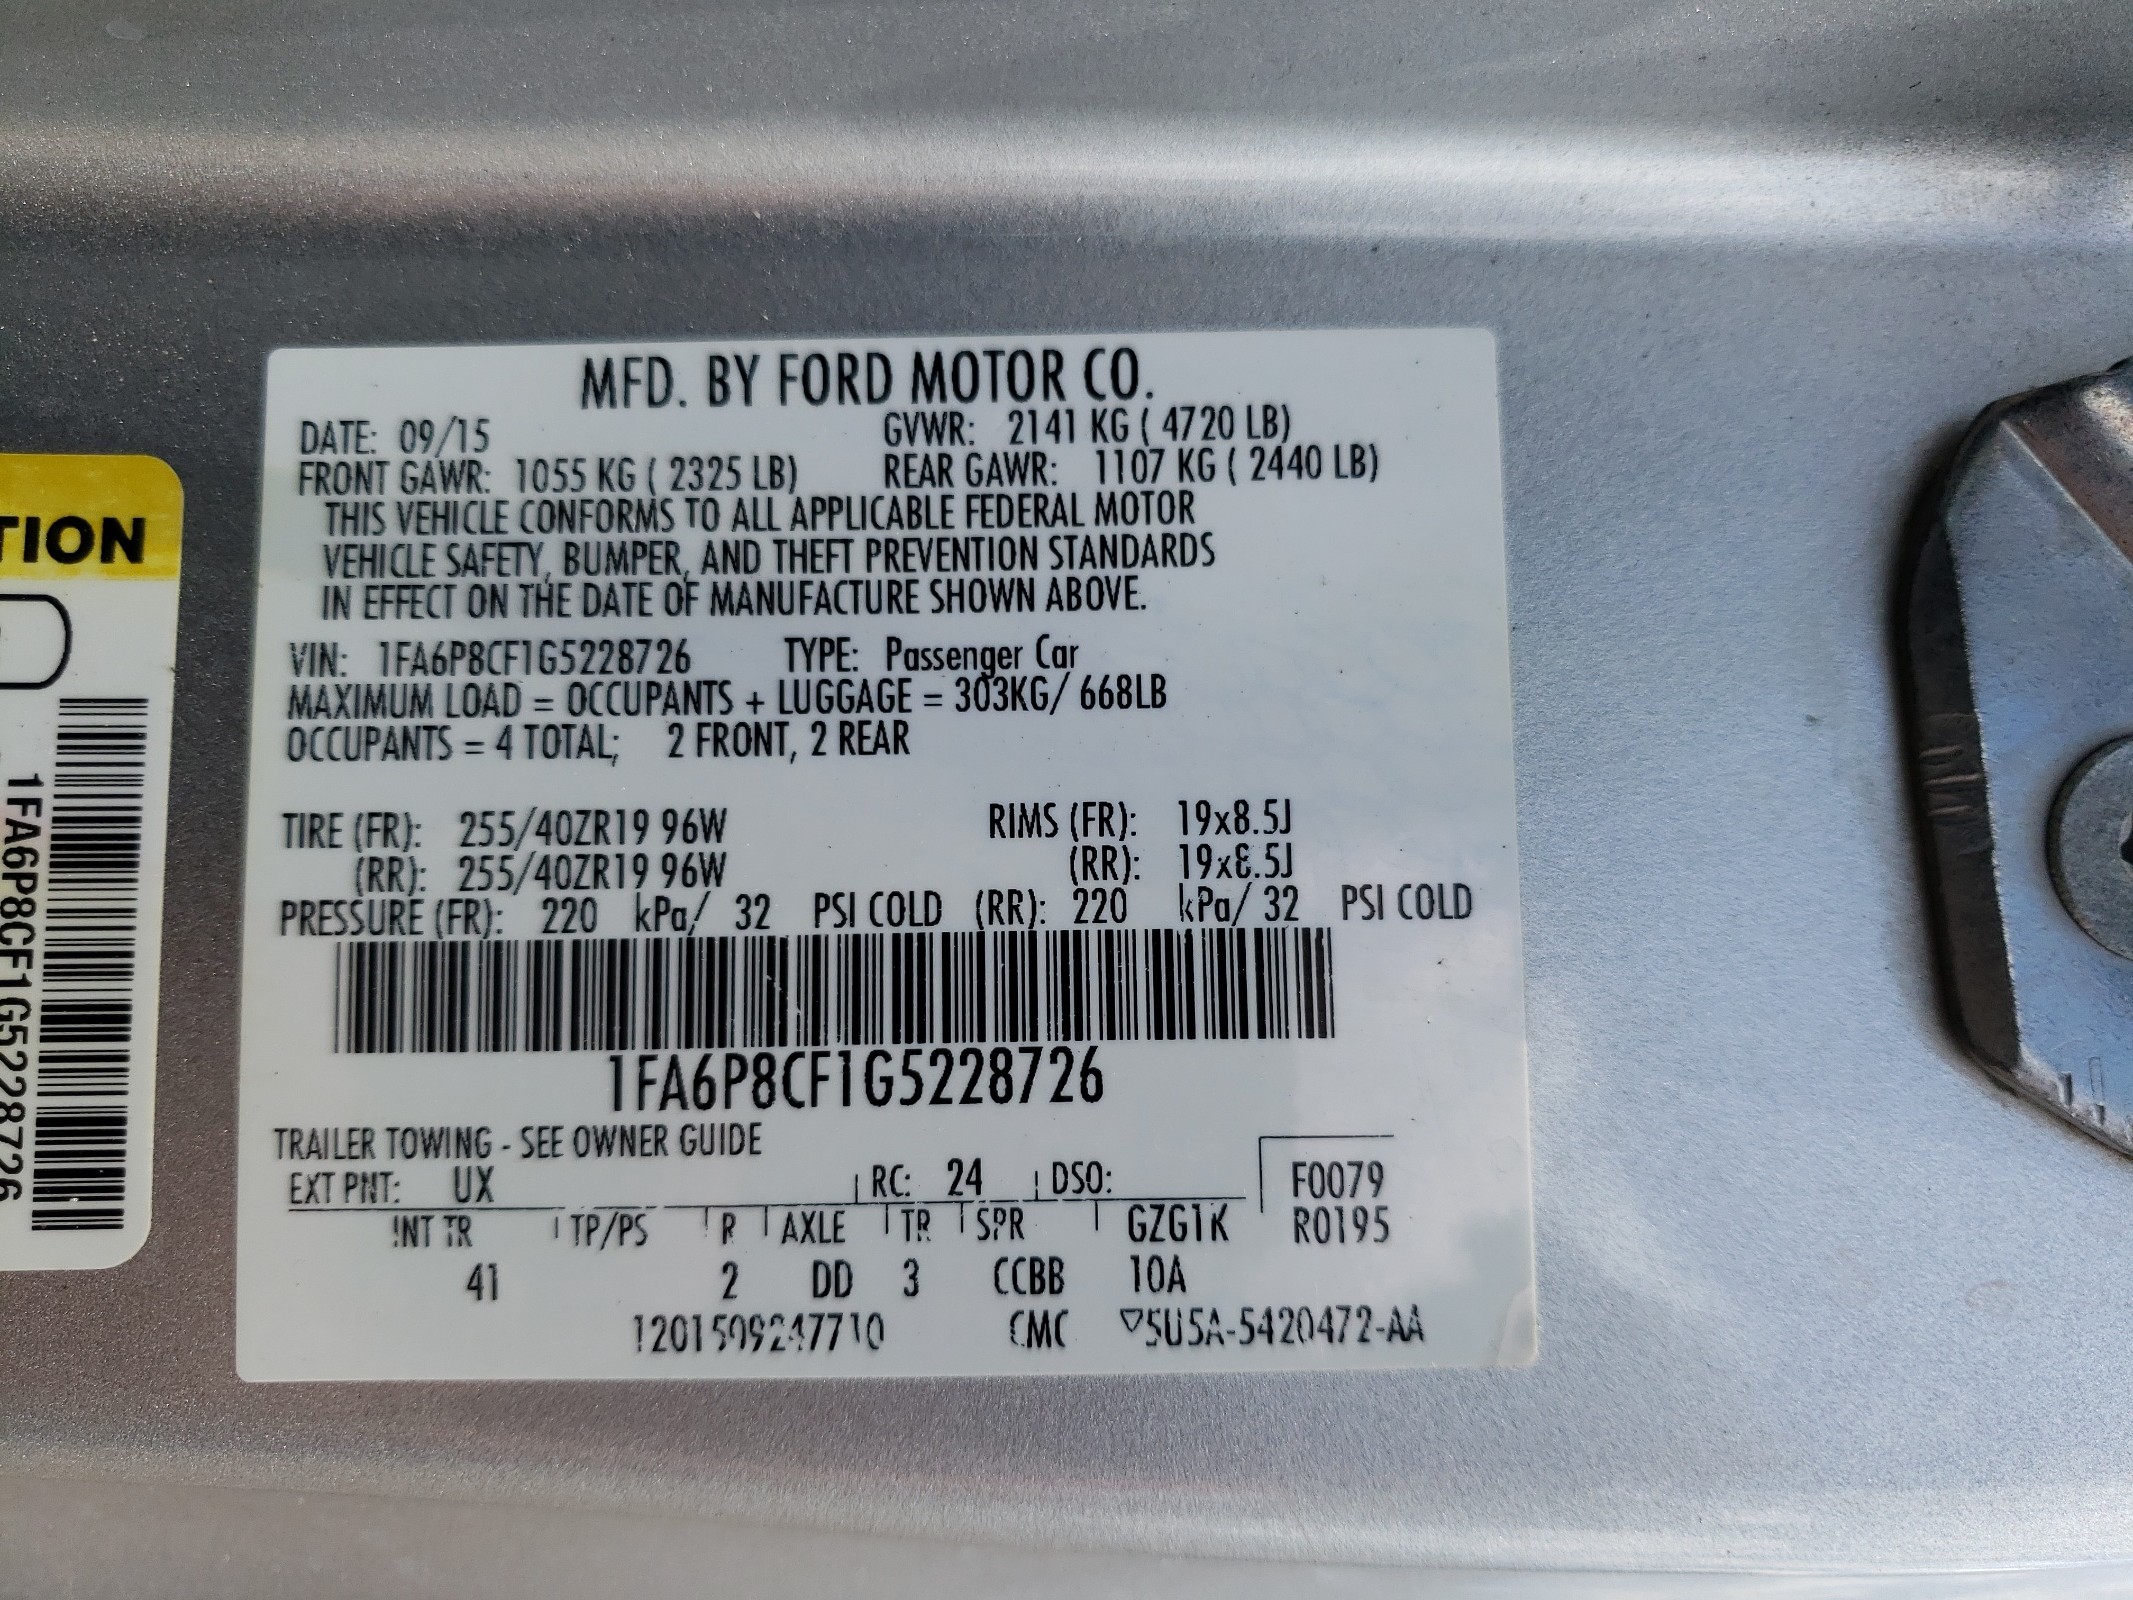 MFD. BY FORD MOTOR CO.
DATE: 09/15 GVWR: 2141 KG ( 4720 LB)
FRONT GAWR: 1055 KG ( 2325 LB) REAR GAWR: 1107 KG ( 2440 LB)
THIS VEHICLE CONFORMS TO ALL APPLICABLE FEDERAL MOTOR
VEHICLE SAFETY, BUMPER, AND THEFT PREVENTION STANDARDS
IN EFFECT ON THE DATE OF MANUFACTURE SHOWN ABOVE.
VIN: 1FA6P8CF1G5228726 TYPE: Passenger Car
MAXIMUM LOAD = OCCUPANTS + LUGGAGE = 303KG/ 668LB
OCCUPANTS = 4 TOTAL; 2 FRONT, 2 REAR
TIRE (FR): 255/40ZR19 96W RIMS (FR): 19x8.5J
(RR): 255/40ZR19 96W (RR): 19x8.5J
PRESSURE (FR): 220 kPa/ 32 PSI COLD (RR): 220 kPa/ 32 PSI COLD
1FA6P8CF1G5228726
TRAILER TOWING - SEE OWNER GUIDE
EXT PNT: UX RC: 24 DSO: F0079
INT TR TP/PS R AXLE TR SPR GZG1K R0195
41 2 DD 3 CCBB 10A
1201509247710 CMC ▽5U5A-5420472-AA
TION
1FA6P8CF1G5228726